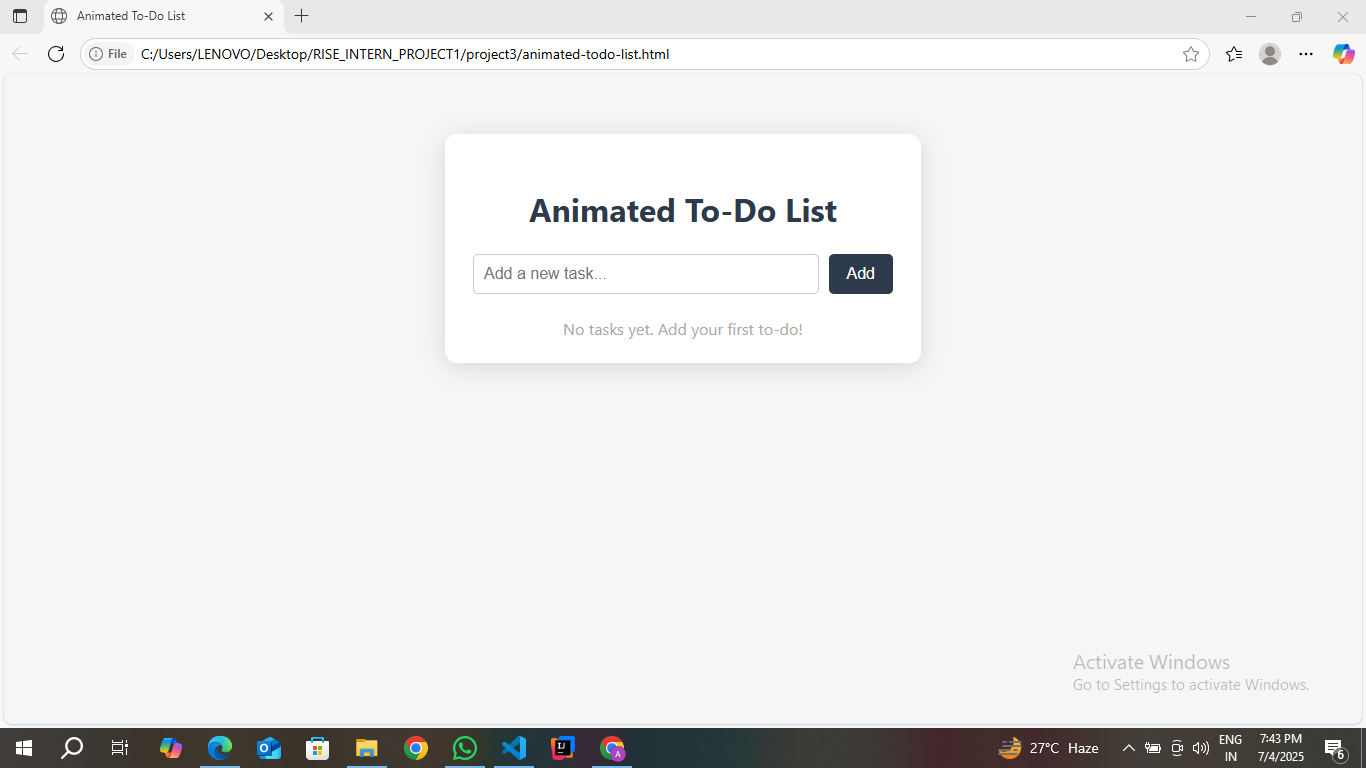 Animated To-Do List
File
C:/Users/LENOVO/Desktop/RISE_INTERN_PROJECT1/project3/animated-todo-list.html
Animated To-Do List
Add a new task...
Add
No tasks yet. Add your first to-do!
Activate Windows
Go to Settings to activate Windows.
27°C Haze
ENG
IN
7:43 PM
7/4/2025
6
IJ
A